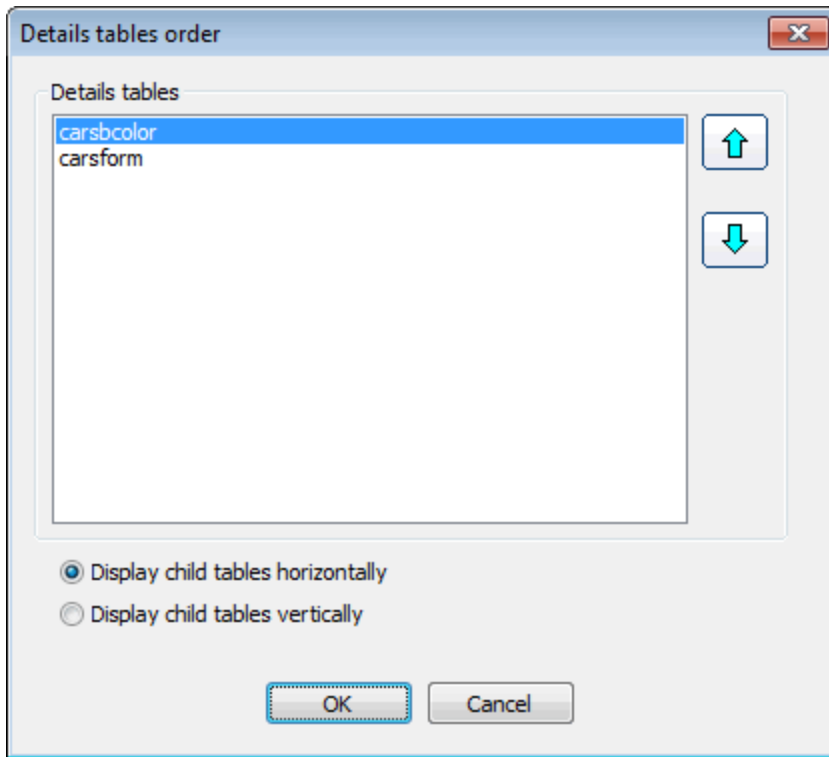 Details tables order
Details tables
carsbcolor
carsform
Display child tables horizontally
Display child tables vertically
OK
Cancel